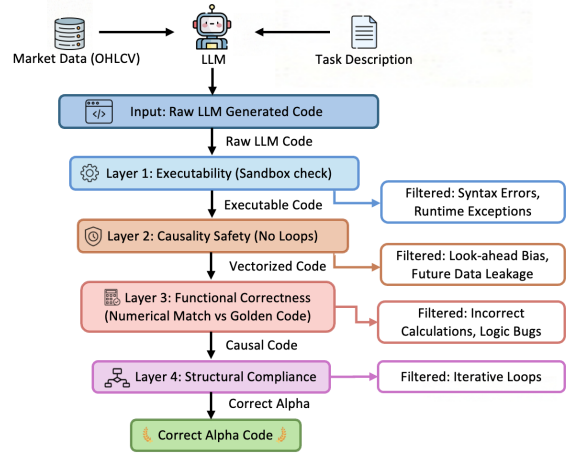 Market Data (OHLCV)
LLM
Task Description
</>
Input: Raw LLM Generated Code
Raw LLM Code
Layer 1: Executability (Sandbox check)
Filtered: Syntax Errors,
Runtime Exceptions
Executable Code
Layer 2: Causality Safety (No Loops)
Filtered: Look-ahead Bias,
Future Data Leakage
Vectorized Code
Layer 3: Functional Correctness
(Numerical Match vs Golden Code)
Filtered: Incorrect
Calculations, Logic Bugs
Causal Code
Layer 4: Structural Compliance
Filtered: Iterative Loops
Correct Alpha
Correct Alpha Code